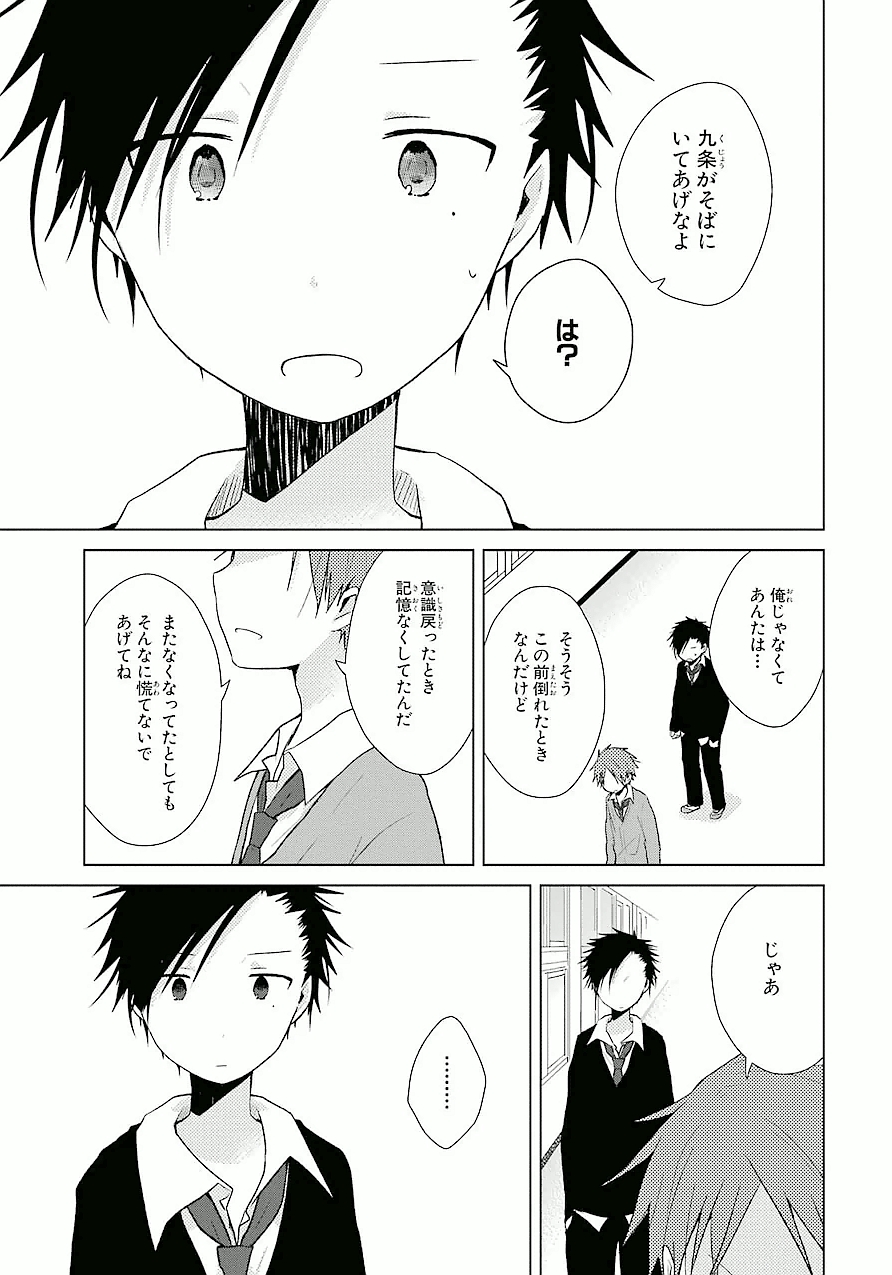 九条がそばに
いてあげなよ
は?
俺じゃなくて
あんたは…
そうそう
この前倒れたとき
なんだけど
意識戻ったとき
記憶なくしてたんだ
またなくなってたとしても
そんなに慌てないで
あげてね
じゃあ
………